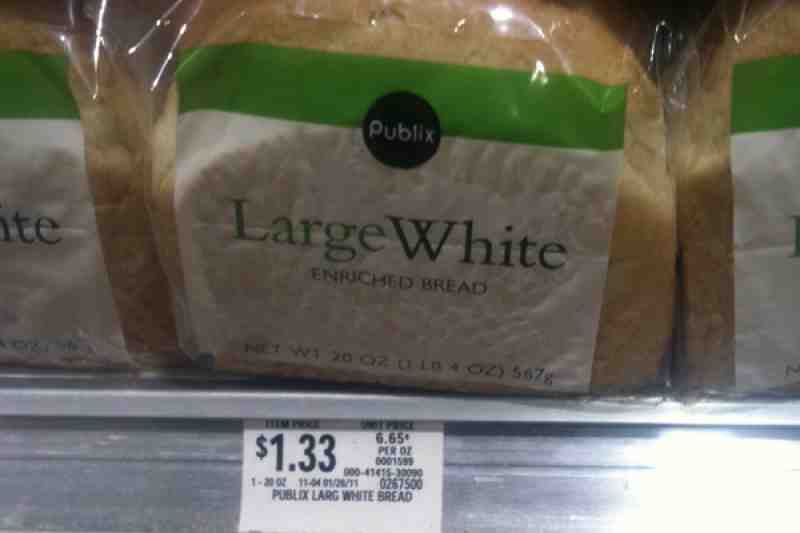 Publix
LargeWhite
ENRICHED BREAD
NET WT 20 OZ (1 LB 4 OZ) 567g
ite
ITEM PRICE UNIT PRICE
$1.33 6.65¢
PER OZ
0001599
000-41415-30090
1 - 20 OZ 11-04 01/26/11 0267500
PUBLIX LARG WHITE BREAD